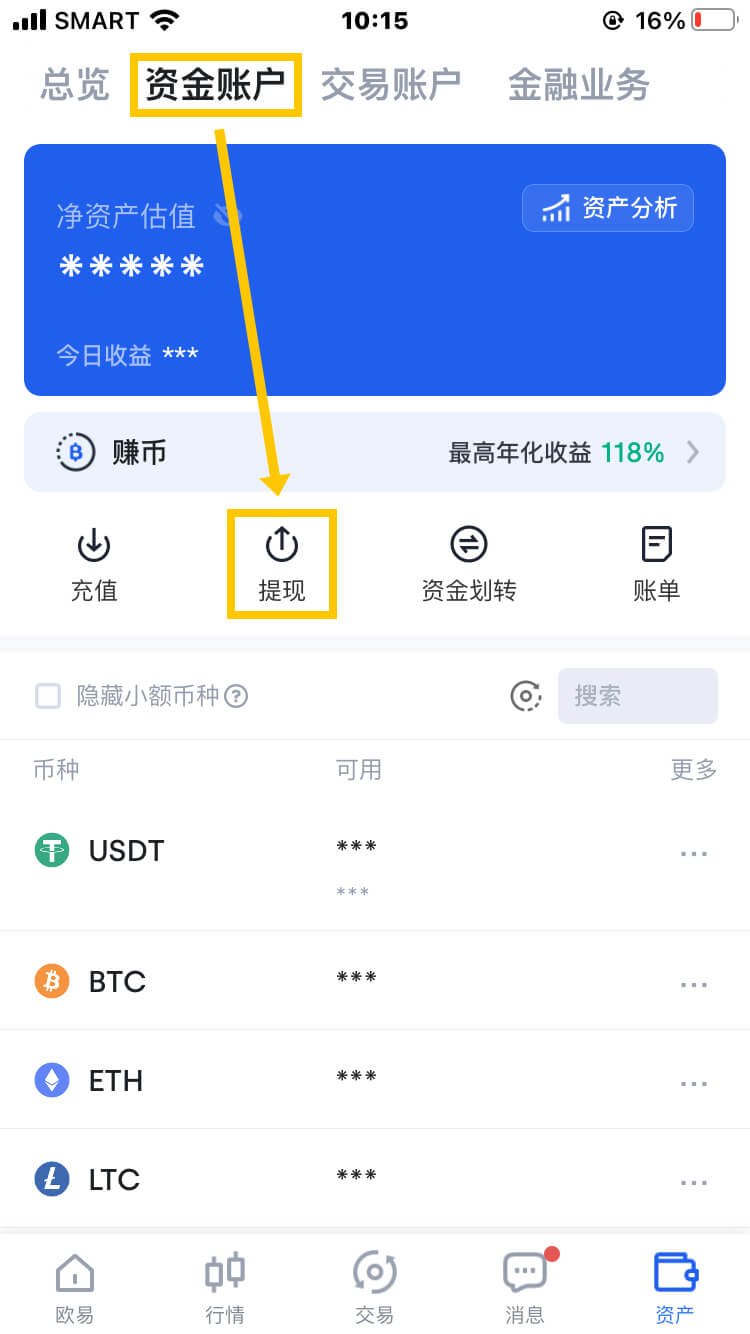 SMART 10:15 16%
总览 资金账户 交易账户 金融业务
净资产估值 资产分析
*****
今日收益 ***
赚币 最高年化收益 118%
充值 提现 资金划转 账单
隐藏小额币种 ? 搜索
币种 可用 更多
USDT *** ...
***
BTC *** ...
ETH *** ...
LTC *** ...
欧易 行情 交易 消息 资产